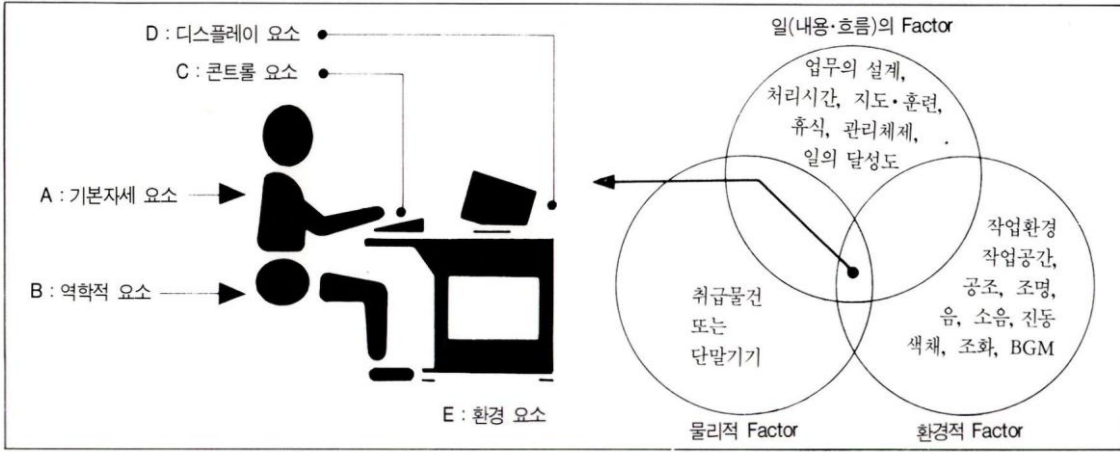 D : 디스플레이 요소
C : 콘트롤 요소
A : 기본자세 요소
B : 역학적 요소
E : 환경 요소
일(내용·흐름)의 Factor
업무의 설계,
처리시간, 지도·훈련,
휴식, 관리체제,
일의 달성도
작업환경
작업공간,
공조, 조명,
음, 소음, 진동
색채, 조화, BGM
취급물건
또는
단말기기
물리적 Factor
환경적 Factor